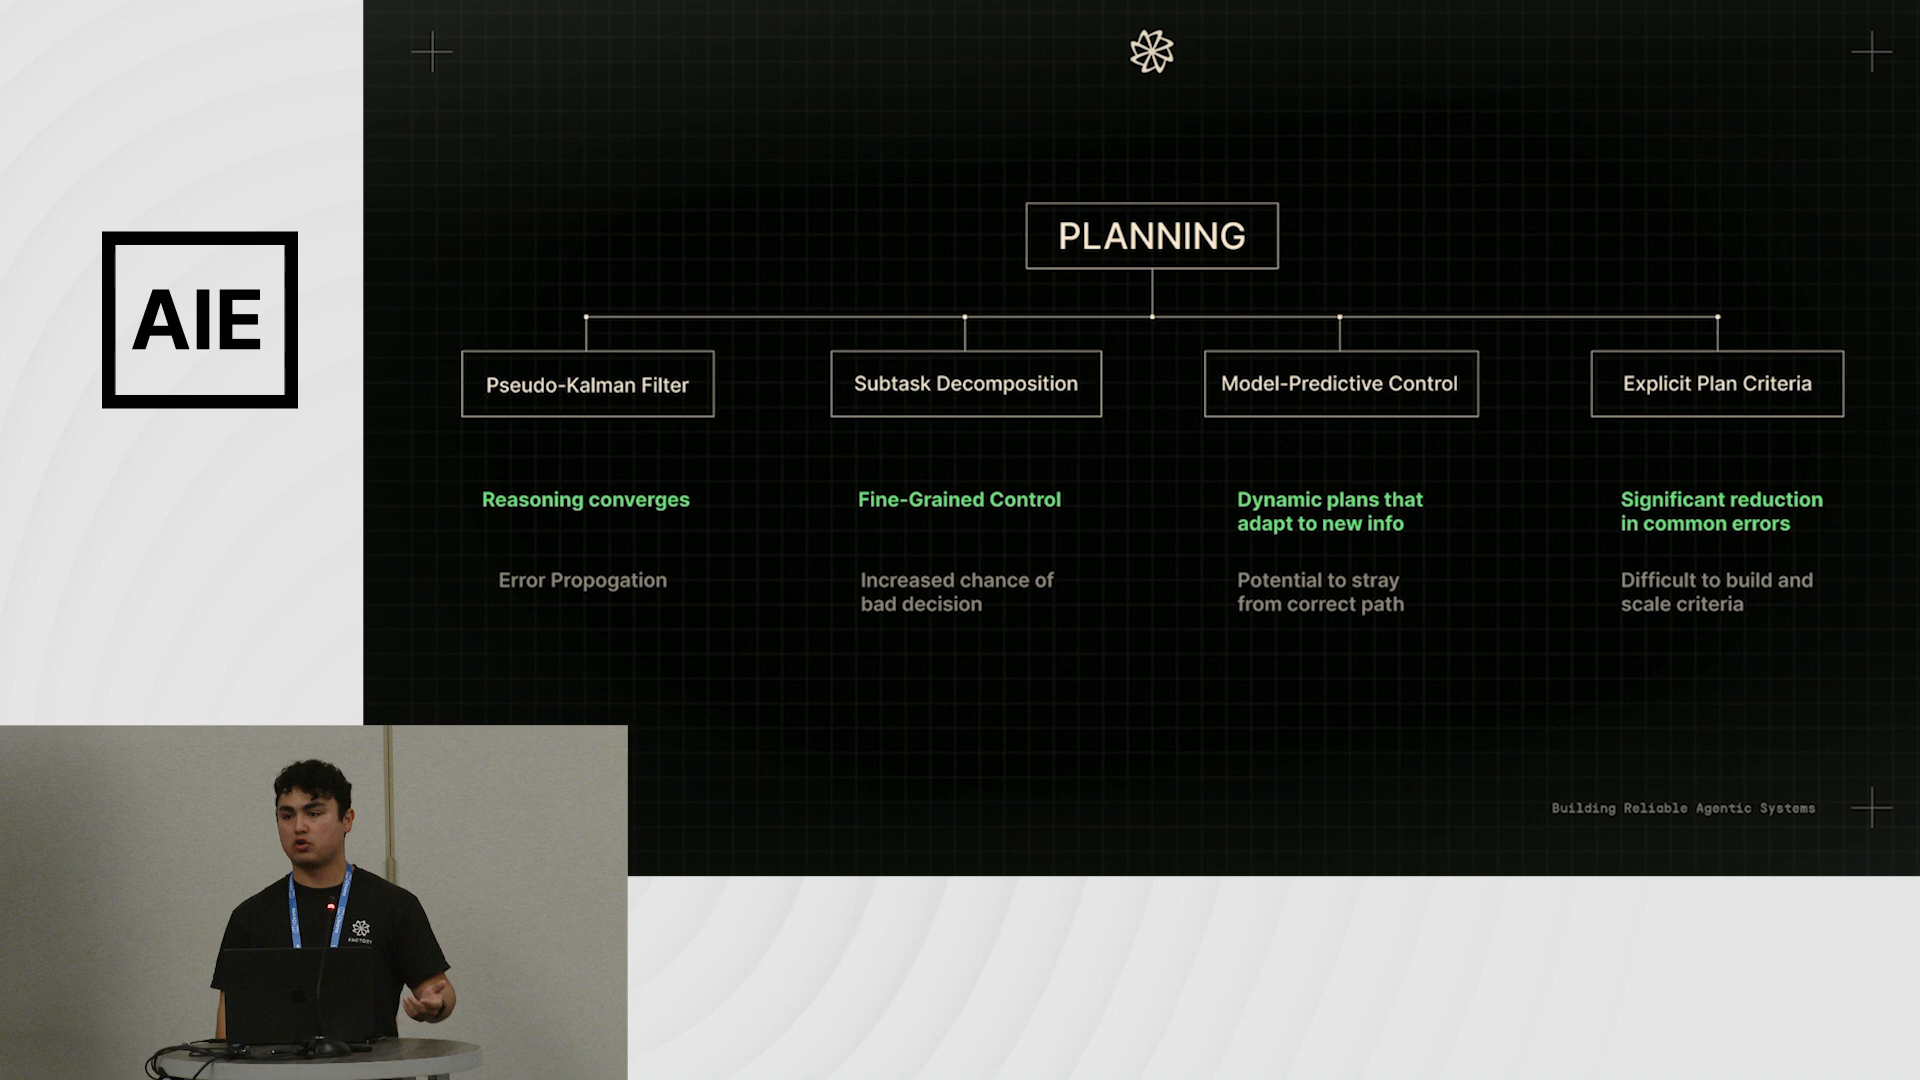 AIE
PLANNING
Pseudo-Kalman Filter
Subtask Decomposition
Model-Predictive Control
Explicit Plan Criteria
Reasoning converges
Fine-Grained Control
Dynamic plans that
adapt to new info
Significant reduction
in common errors
Error Propogation
Increased chance of
bad decision
Potential to stray
from correct path
Difficult to build and
scale criteria
Building Reliable Agentic Systems
FACTORY